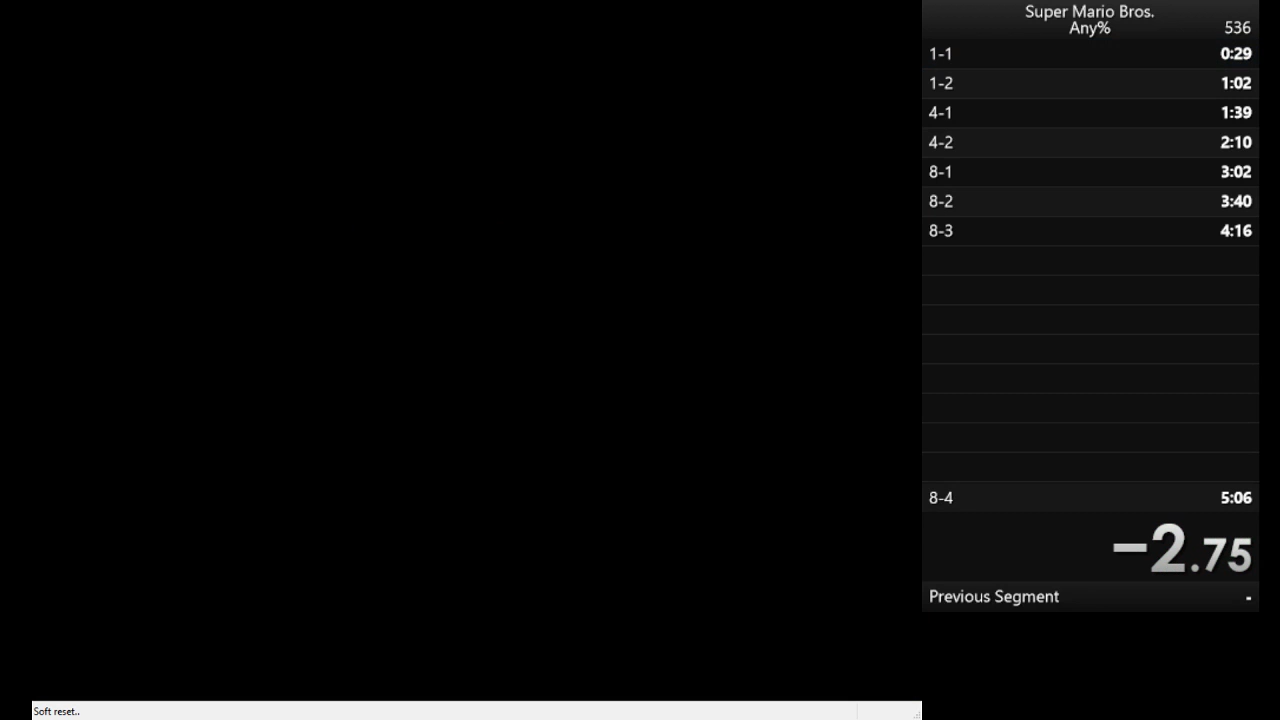 Super Mario Bros.
Any% 536
1-1 0:29
1-2 1:02
4-1 1:39
4-2 2:10
8-1 3:02
8-2 3:40
8-3 4:16
8-4 5:06
−2.75
Previous Segment -
Soft reset..